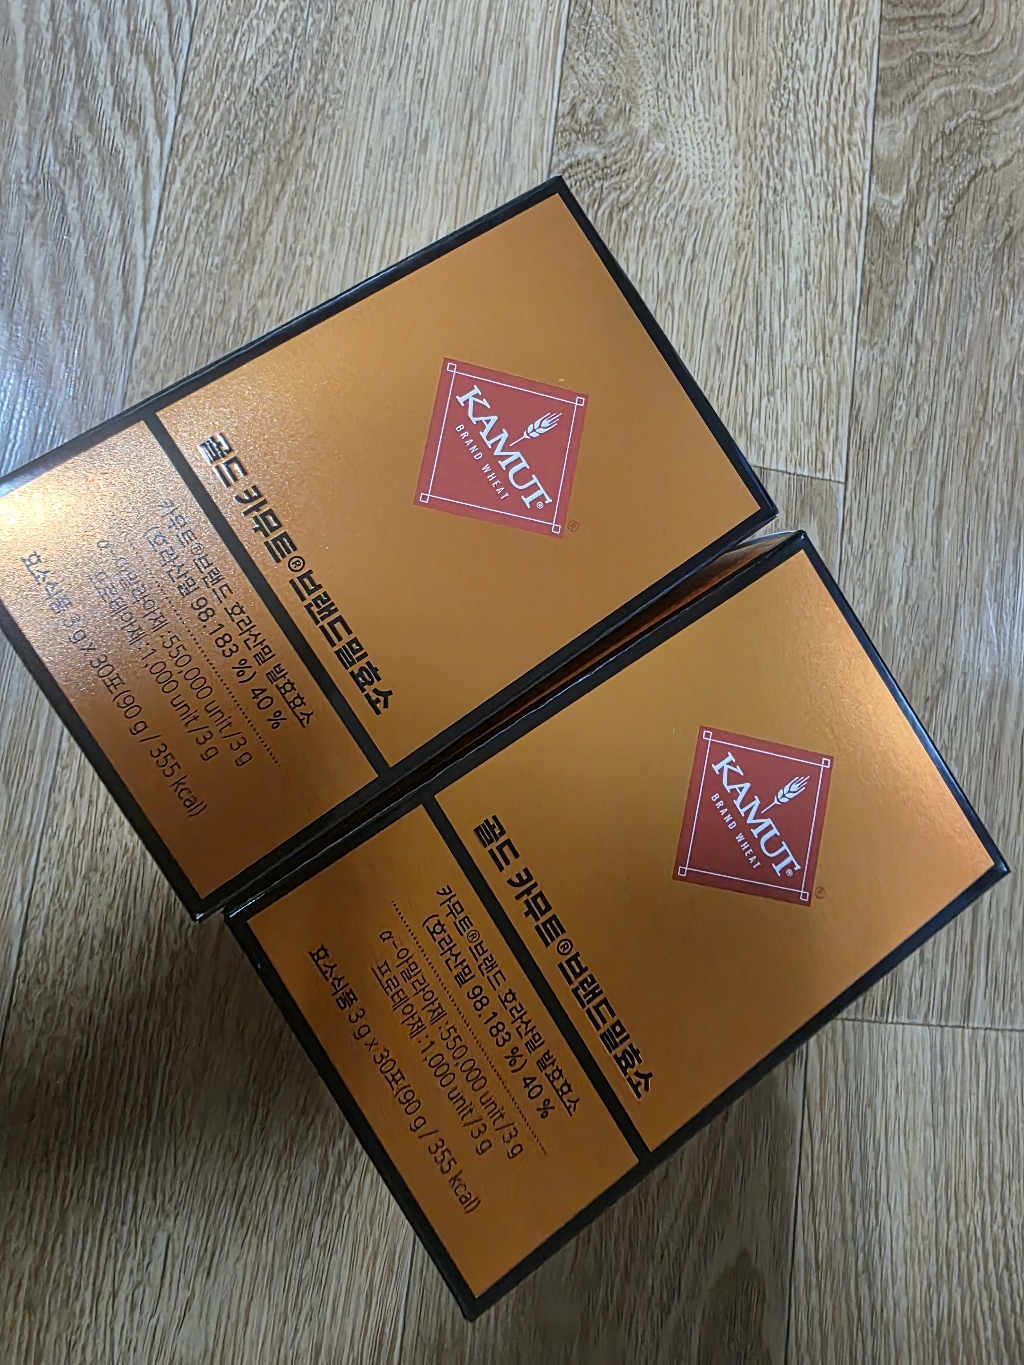 KAMUT®
BRAND WHEAT
골드 카무트®브랜드밀효소
카무트®브랜드 호라산밀 발효효소
(호라산밀 98.183 %) 40 %
α-아밀라아제:550,000 unit/3 g
프로테아제:1,000 unit/3 g
효소식품 3 g x 30포(90 g / 355 kcal)
KAMUT®
BRAND WHEAT
골드 카무트®브랜드밀효소
카무트®브랜드 호라산밀 발효효소
(호라산밀 98.183 %) 40 %
α-아밀라아제:550,000 unit/3 g
프로테아제:1,000 unit/3 g
효소식품 3 g x 30포(90 g / 355 kcal)